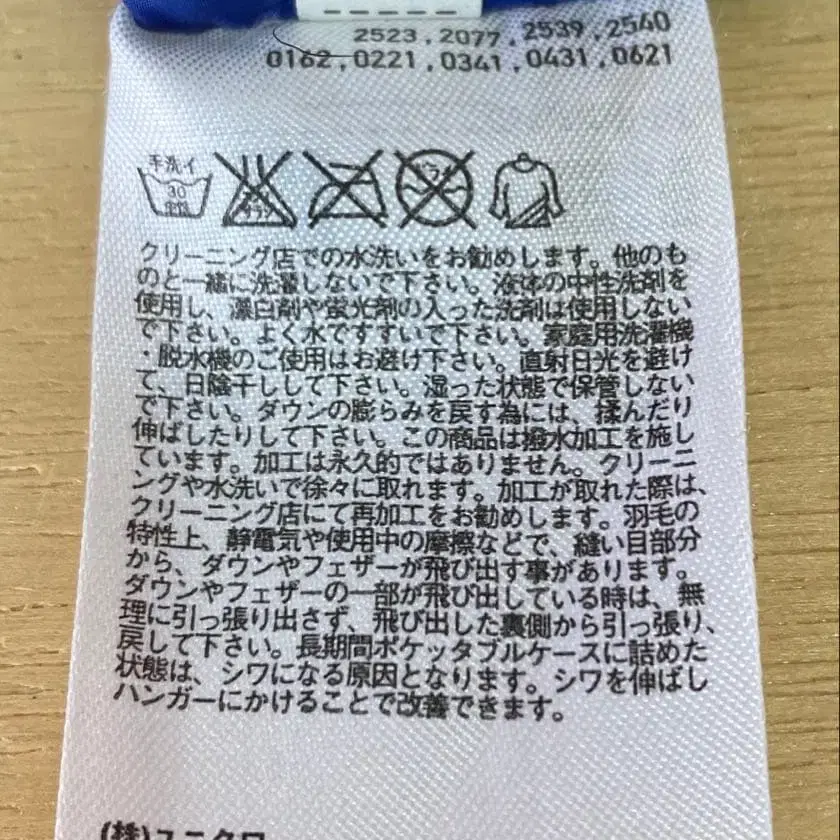 2523 , 2077 , 2539 , 2540
0162 , 0221 , 0341 , 0431 , 0621
手洗イ
30
中性
エンソ
サラシ
ドライ
クリーニング店での水洗いをお勧めします。他のも
のと一緒に洗濯しないで下さい。液体の中性洗剤を
使用し、漂白剤や蛍光剤の入った洗剤は使用しない
で下さい。よく水ですすいで下さい。家庭用洗濯機
・脱水機のご使用はお避け下さい。直射日光を避け
て、日陰干しして下さい。湿った状態で保管しない
で下さい。ダウンの膨らみを戻す為には、揉んだり
伸ばしたりして下さい。この商品は撥水加工を施し
ています。加工は永久的ではありません。クリーニ
ングや水洗いで徐々に取れます。加工が取れた際は、
クリーニング店にて再加工をお勧めします。羽毛の
特性上、静電気や使用中の摩擦などで、縫い目部分
から、ダウンやフェザーが飛び出す事があります。
ダウンやフェザーの一部が飛び出している時は、無
理に引っ張り出さず、飛び出した裏側から引っ張り、
戻して下さい。長期間ポケッタブルケースに詰めた
状態は、シワになる原因となります。シワを伸ばし
ハンガーにかけることで改善できます。
(株)ユニクロ